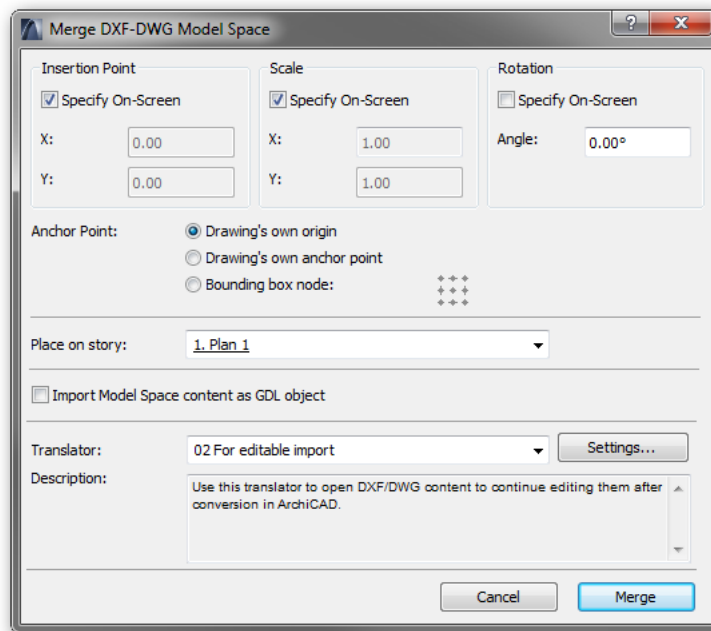 Merge DXF-DWG Model Space
Insertion Point
Specify On-Screen
X: 0.00
Y: 0.00
Scale
Specify On-Screen
X: 1.00
Y: 1.00
Rotation
Specify On-Screen
Angle: 0.00°
Anchor Point:
Drawing's own origin
Drawing's own anchor point
Bounding box node:
Place on story: 1. Plan 1
Import Model Space content as GDL object
Translator: 02 For editable import Settings...
Description:
Use this translator to open DXF/DWG content to continue editing them after
conversion in ArchiCAD.
Cancel Merge